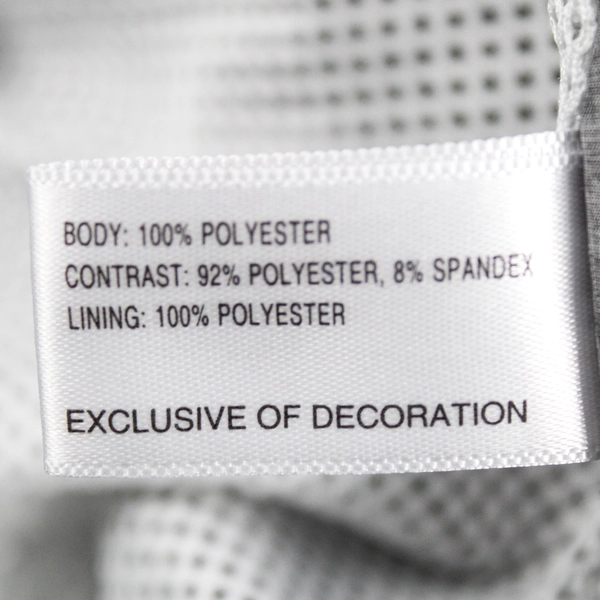 BODY: 100% POLYESTER
CONTRAST: 92% POLYESTER, 8% SPANDEX
LINING: 100% POLYESTER
EXCLUSIVE OF DECORATION